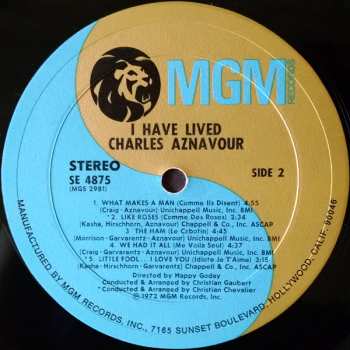 MGM
RECORDS
I HAVE LIVED
CHARLES AZNAVOUR
STEREO
SE 4875
(MGS 2981)
SIDE 2
1. WHAT MAKES A MAN (Comme Ils Disent) 4:55
(Craig-Aznavour) Unichappell Music, Inc. BMI
2. LIKE ROSES (Comme Des Roses) 2:34
(Kasha, Hirschhorn-Aznavour) Chappell & Co., Inc. ASCAP
3. THE HAM (Le Cabotin) 4:03
(Morrison-Garvarentz-Aznavour) Unichappell Music, Inc. BMI
4. WE HAD IT ALL (Me Voila Seul) 3:31
(Craig-Aznavour) Unichappell Music, Inc. BMI
5. LITTLE FOOL...I LOVE YOU (Idiote Je T'Aime) 3:15
(Kasha, Hirschhorn-Garvarentz) Chappell & Co., Inc. ASCAP
Directed by Happy Goday
Conducted & Arranged by Christian Gaubert
Conducted & Arranged by Christian Chevalier
℗1972 MGM Records, Inc.
MANUFACTURED BY MGM RECORDS, INC., 7165 SUNSET BOULEVARD, HOLLYWOOD, CALIF. 90046